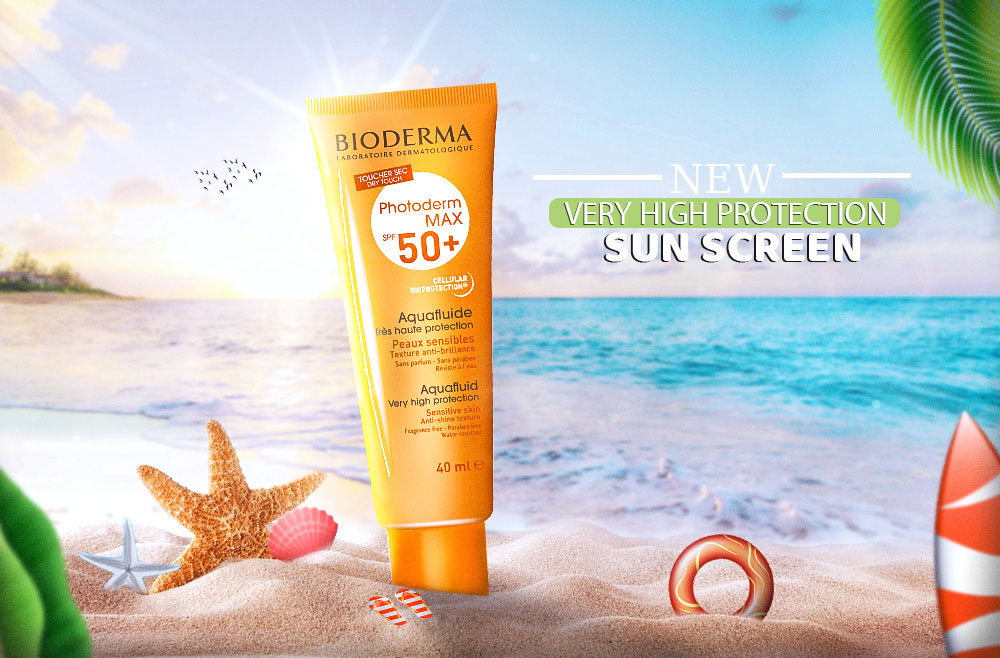 BIODERMA
LABORATOIRE DERMATOLOGIQUE
TOUCHER SEC
DRY TOUCH
Photoderm
MAX
SPF 50+
CELLULAR
BIOPROTECTION®
Aquafluide
Très haute protection
Peaux sensibles
Texture anti-brillance
Sans parfum - Sans paraben
Résiste à l'eau
Aquafluid
Very high protection
Sensitive skin
Anti-shine texture
Fragrance free - Paraben free
Water resistant
40 ml e
NEW
VERY HIGH PROTECTION
SUN SCREEN